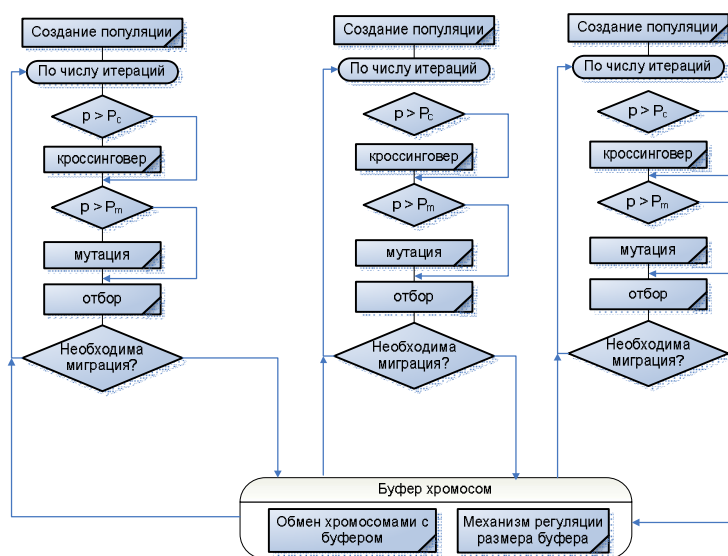 Создание популяции
По числу итераций
p > Pc
кроссинговер
p > Pm
мутация
отбор
Необходима
миграция?
Создание популяции
По числу итераций
p > Pc
кроссинговер
p > Pm
мутация
отбор
Необходима
миграция?
Создание популяции
По числу итераций
p > Pc
кроссинговер
p > Pm
мутация
отбор
Необходима
миграция?
Буфер хромосом
Обмен хромосомами с
буфером
Механизм регуляции
размера буфера